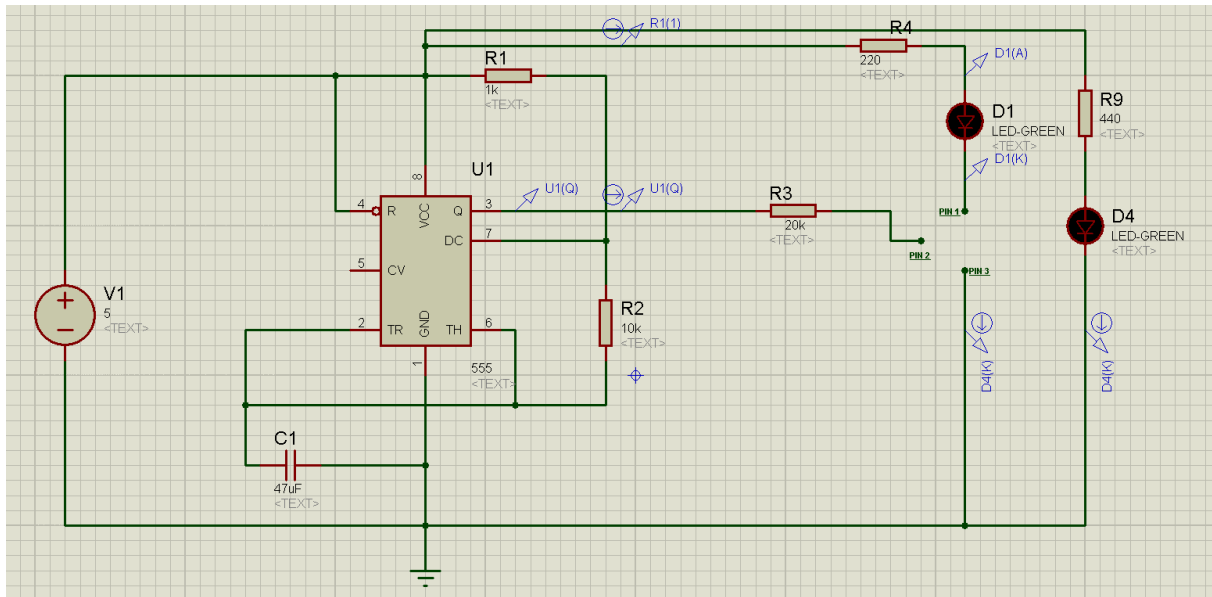 R1(1)
R4
220
<TEXT>
D1(A)
R1
1k
<TEXT>
D1
LED-GREEN
<TEXT>
R9
440
<TEXT>
D1(K)
U1
8
VCC
4
R
Q
3
U1(Q)
U1(Q)
R3
20k
<TEXT>
PIN 1
D4
LED-GREEN
<TEXT>
DC
7
PIN 2
5
CV
PIN 3
V1
5
<TEXT>
R2
10k
<TEXT>
2
TR
GND
TH
6
1
555
<TEXT>
D4(K)
D4(K)
C1
47uF
<TEXT>